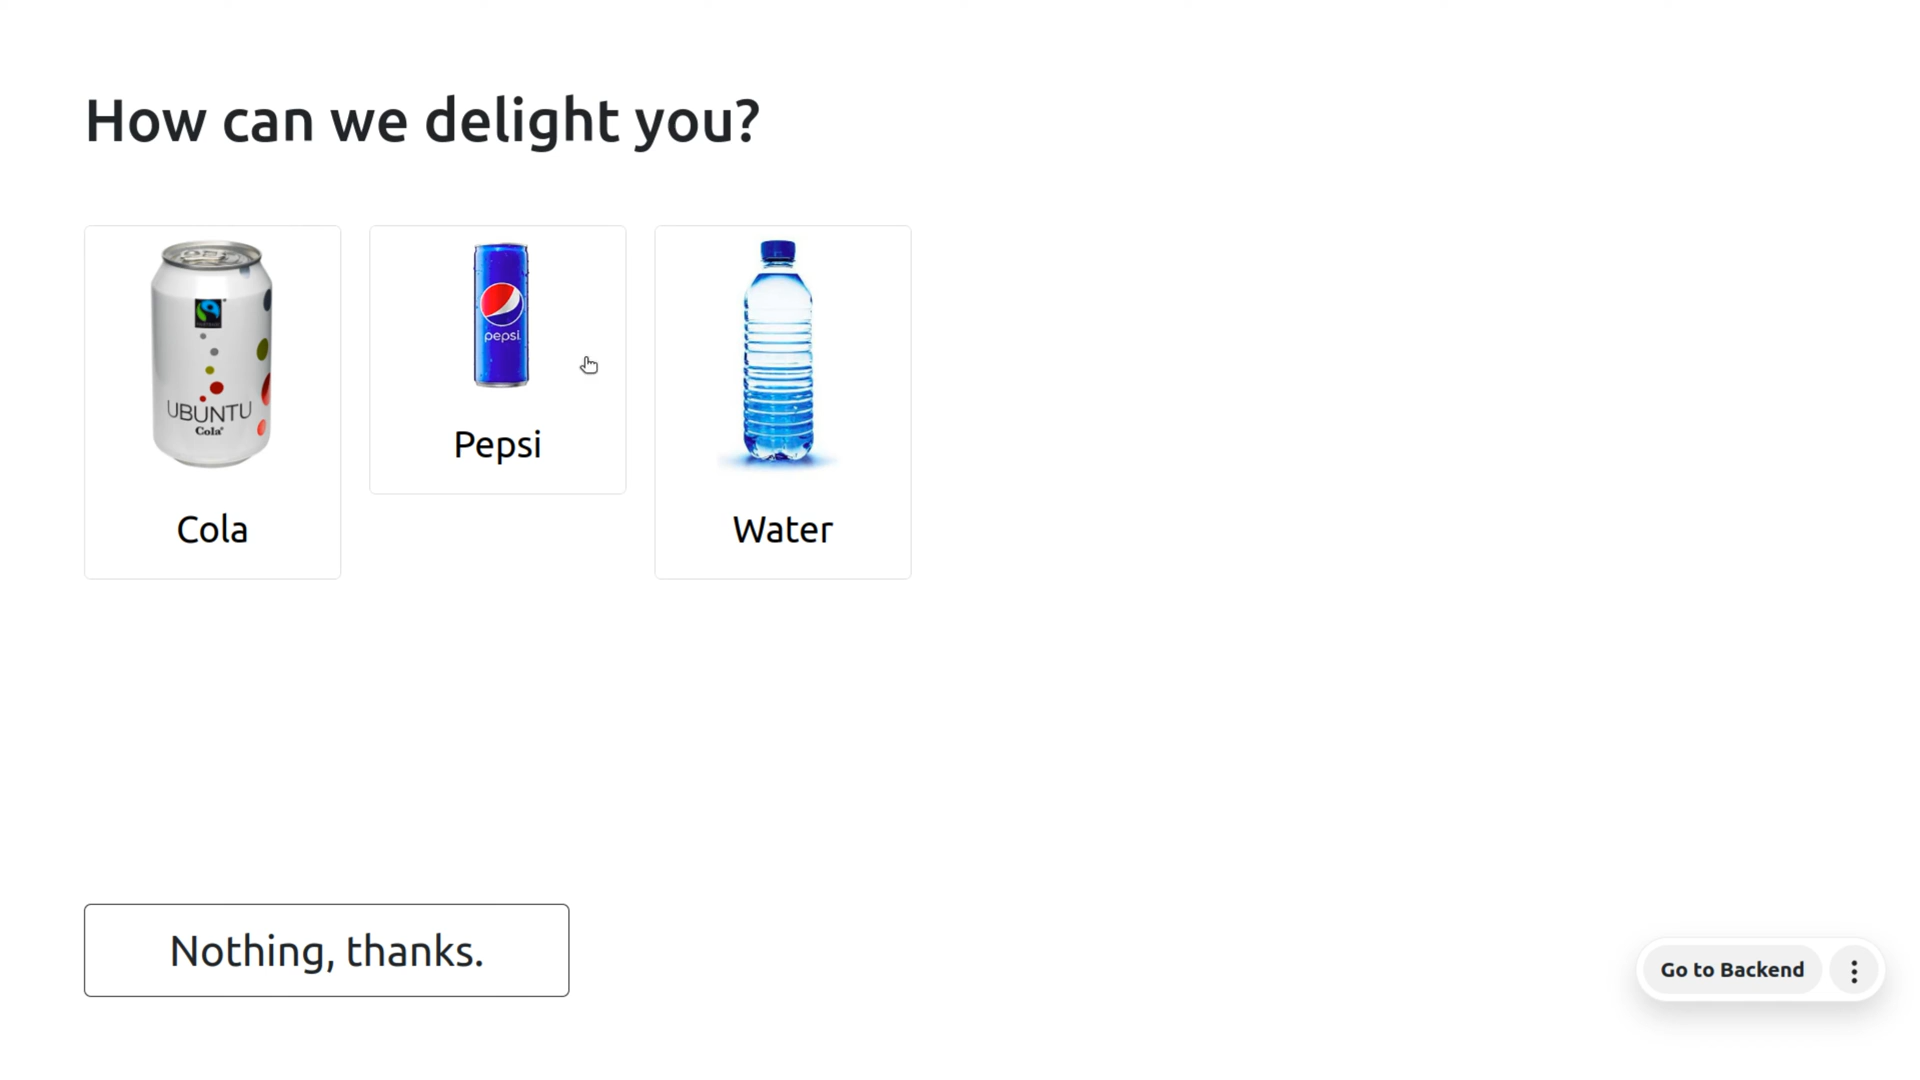 How can we delight you?
UBUNTU
Cola
pepsi
Pepsi
Cola
Water
Nothing, thanks.
Go to Backend